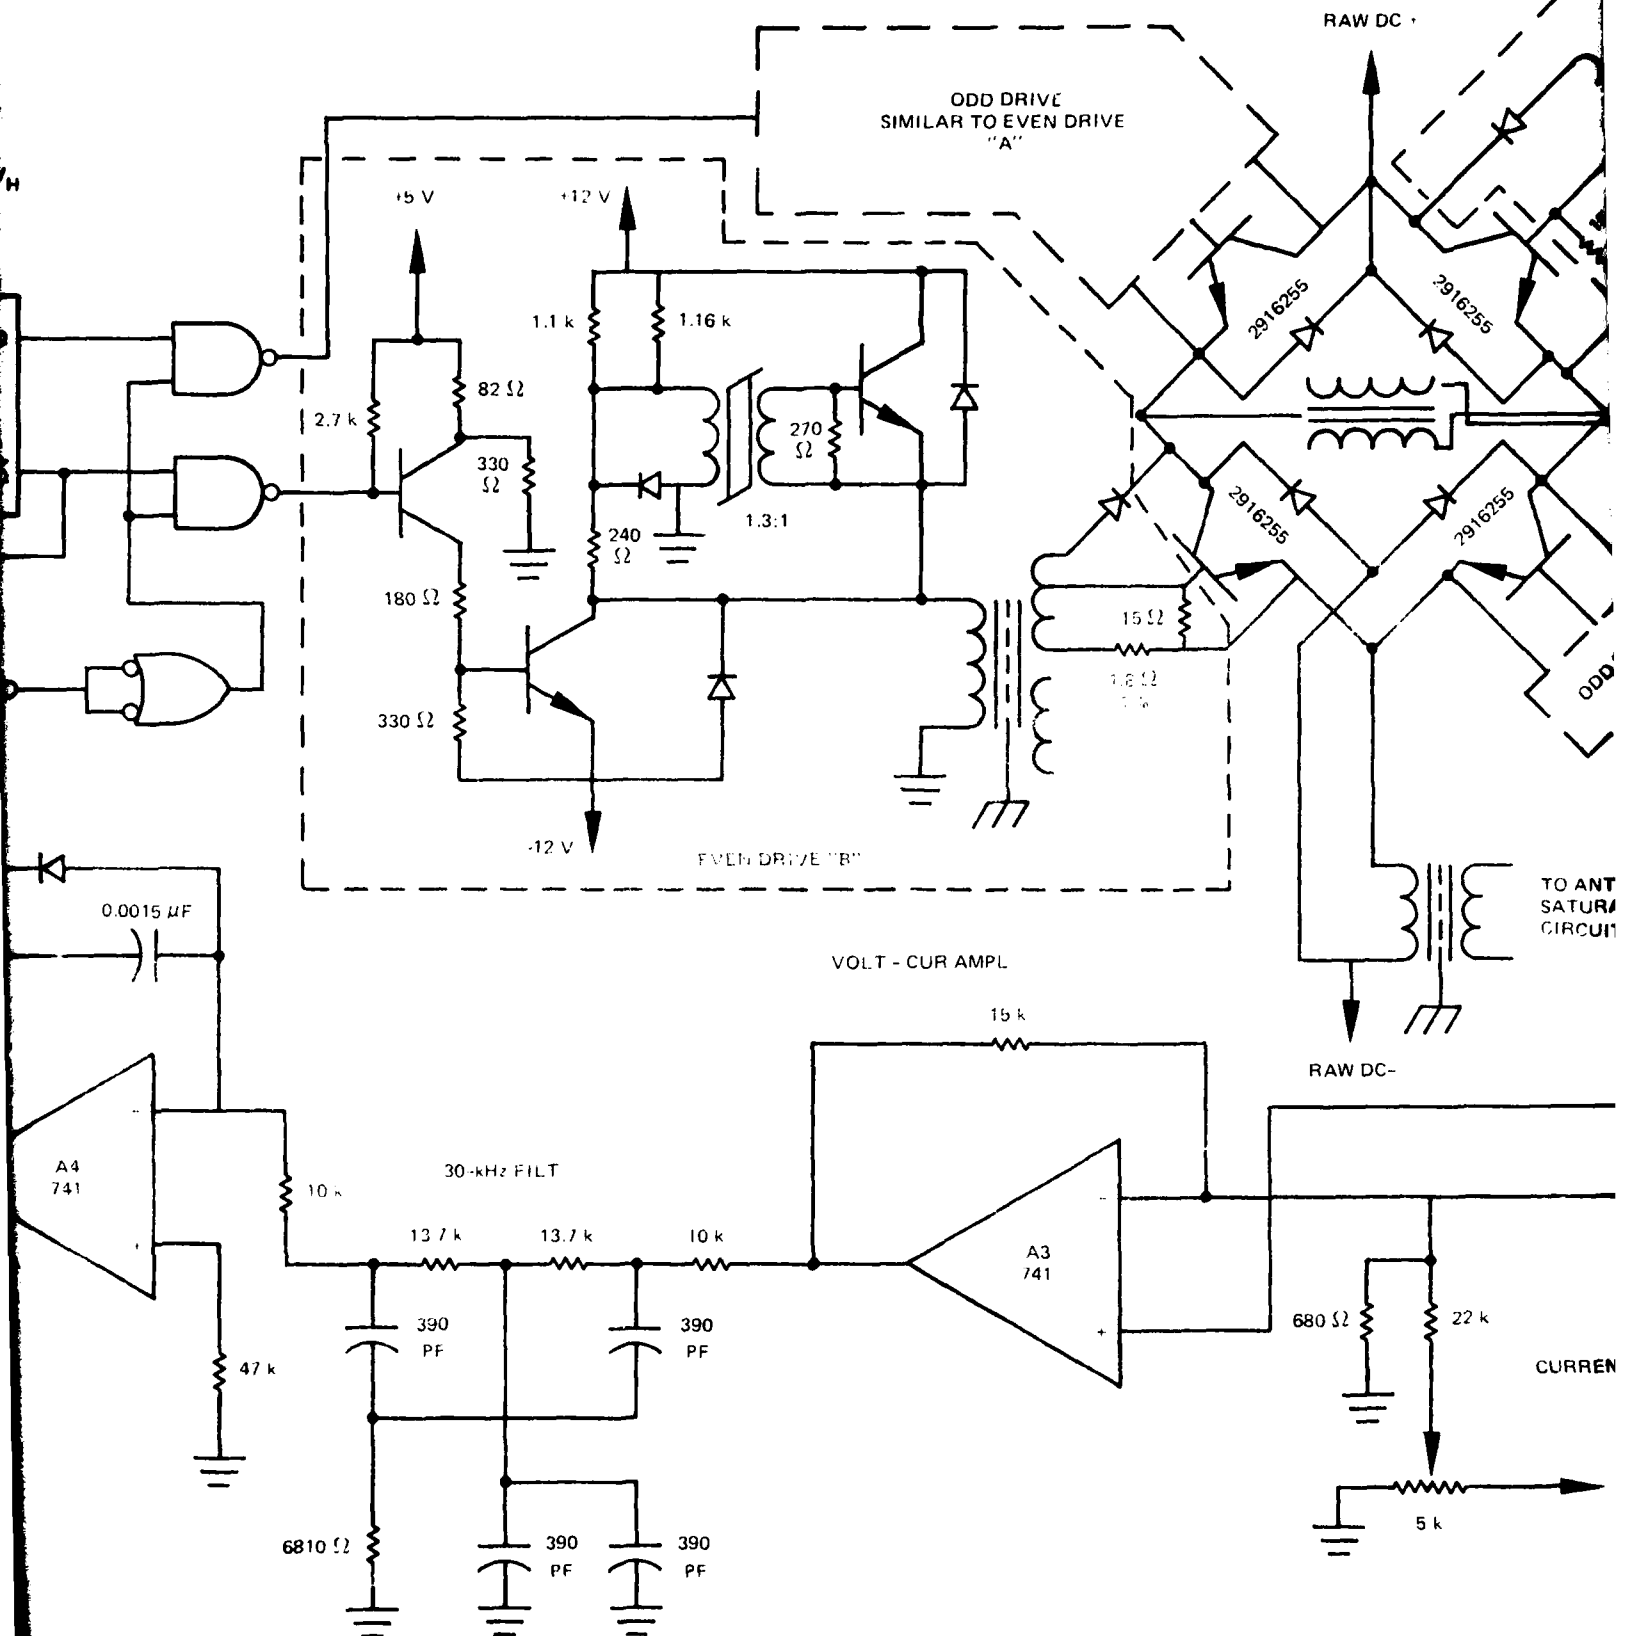 RAW DC +
ODD DRIVE
SIMILAR TO EVEN DRIVE
"A"
H
+5 V
+12 V
1.1 k
1.16 k
2916255
2916255
82 Ω
2.7 k
270
Ω
330
Ω
1.3:1
2916255
2916255
240
Ω
180 Ω
15 Ω
1.8 Ω
330 Ω
ODD
-12 V
EVEN DRIVE "B"
0.0015 µF
TO ANT
SATURA
CIRCUIT
VOLT - CUR AMPL
15 k
RAW DC-
-
A4
741
+
10 k
30-kHz FILT
13.7 k
13.7 k
10 k
-
A3
741
+
390
PF
390
PF
680 Ω
22 k
47 k
CURREN
5 k
6810 Ω
390
PF
390
PF